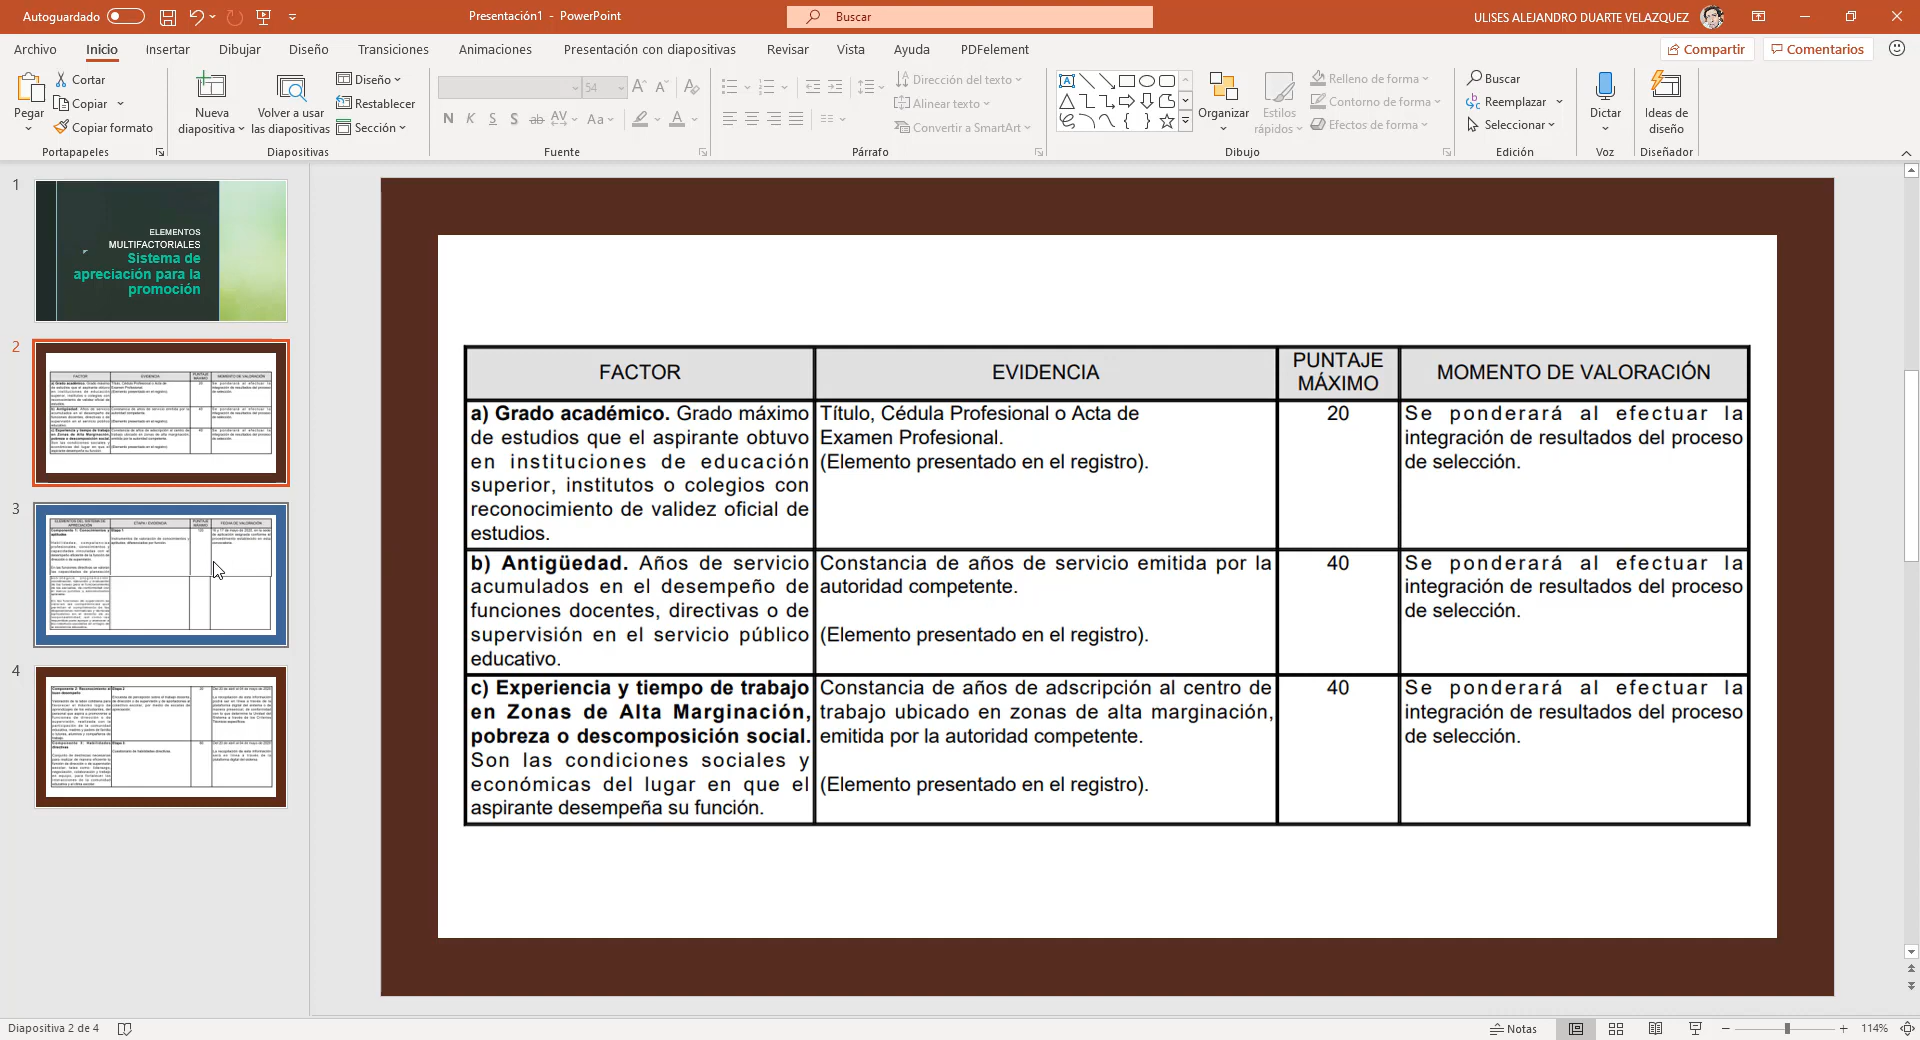 Autoguardado
Presentación1 - PowerPoint
Buscar
ULISES ALEJANDRO DUARTE VELAZQUEZ
Archivo
Inicio
Insertar
Dibujar
Diseño
Transiciones
Animaciones
Presentación con diapositivas
Revisar
Vista
Ayuda
PDFelement
Compartir
Comentarios
Pegar
Cortar
Copiar
Copiar formato
Portapapeles
Nueva
diapositiva
Volver a usar
las diapositivas
Diseño
Restablecer
Sección
Diapositivas
54
N K S S ab AV Aa A
Fuente
Dirección del texto
Alinear texto
Convertir a SmartArt
Párrafo
Organizar
Estilos
rápidos
Relleno de forma
Contorno de forma
Efectos de forma
Dibujo
Buscar
Reemplazar
Seleccionar
Edición
Dictar
Voz
Ideas de
diseño
Diseñador
1
ELEMENTOS
MULTIFACTORIALES
Sistema de
apreciación para la
promoción
2
3
4
FACTOR
EVIDENCIA
PUNTAJE
MÁXIMO
MOMENTO DE VALORACIÓN
a) Grado académico. Grado máximo
de estudios que el aspirante obtuvo
en instituciones de educación
superior, institutos o colegios con
reconocimiento de validez oficial de
estudios.
Título, Cédula Profesional o Acta de
Examen Profesional.
(Elemento presentado en el registro).
20
Se ponderará al efectuar la
integración de resultados del proceso
de selección.
b) Antigüedad. Años de servicio
acumulados en el desempeño de
funciones docentes, directivas o de
supervisión en el servicio público
educativo.
Constancia de años de servicio emitida por la
autoridad competente.
(Elemento presentado en el registro).
40
Se ponderará al efectuar la
integración de resultados del proceso
de selección.
c) Experiencia y tiempo de trabajo
en Zonas de Alta Marginación,
pobreza o descomposición social.
Son las condiciones sociales y
económicas del lugar en que el
aspirante desempeña su función.
Constancia de años de adscripción al centro de
trabajo ubicado en zonas de alta marginación,
emitida por la autoridad competente.
(Elemento presentado en el registro).
40
Se ponderará al efectuar la
integración de resultados del proceso
de selección.
Diapositiva 2 de 4
Notas
114%